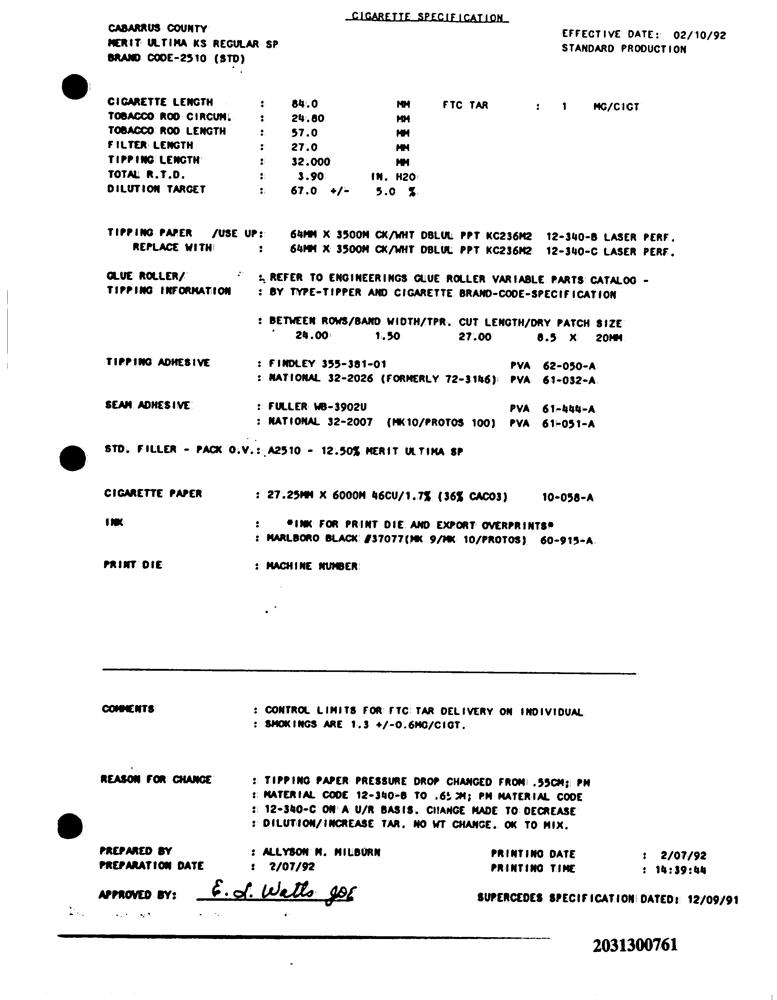 CIGARETTE SPECIFICATION
CABARRUS COUNTY
MERIT ULTIMA KS REGULAR SP
BRAND CODE-2510 (STD)
EFFECTIVE DATE: 02/10/92
STANDARD PRODUCTION
CIGARETTE LENGTH : 84.0 MM FTC TAR : 1 MG/CIGT
TOBACCO ROD CIRCUM. : 24.80 MM
TOBACCO ROD LENGTH : 57.0 MM
FILTER LENGTH : 27.0 MM
TIPPING LENGTH : 32.000 MM
TOTAL R.T.D. : 3.90 IN. H2O
DILUTION TARGET : 67.0 +/- 5.0 %
TIPPING PAPER /USE UP: 64MM X 3500M CK/WHT DBLUL PPT KC236M2 12-340-B LASER PERF.
REPLACE WITH : 64MM X 3500M CK/WHT DBLUL PPT KC236M2 12-340-C LASER PERF.
GLUE ROLLER/ : REFER TO ENGINEERINGS GLUE ROLLER VARIABLE PARTS CATALOG -
TIPPING INFORMATION : BY TYPE-TIPPER AND CIGARETTE BRAND-CODE-SPECIFICATION
: BETWEEN ROWS/BAND WIDTH/TPR. CUT LENGTH/DRY PATCH SIZE
24.00 1.50 27.00 8.5 X 20MM
TIPPING ADHESIVE : FINDLEY 355-381-01 PVA 62-050-A
: NATIONAL 32-2026 (FORMERLY 72-3146) PVA 61-032-A
SEAM ADHESIVE : FULLER WB-3902U PVA 61-444-A
: NATIONAL 32-2007 (MK10/PROTOS 100) PVA 61-051-A
STD. FILLER - PACK O.V.: A2510 - 12.50% MERIT ULTIMA SP
CIGARETTE PAPER : 27.25MM X 6000M 46CU/1.7% (36% CACO3) 10-058-A
INK : *INK FOR PRINT DIE AND EXPORT OVERPRINTS*
: MARLBORO BLACK #37077(MK 9/MK 10/PROTOS) 60-915-A
PRINT DIE : MACHINE NUMBER
COMMENTS : CONTROL LIMITS FOR FTC TAR DELIVERY ON INDIVIDUAL
: SMOKINGS ARE 1.3 +/-0.6MG/CIGT.
REASON FOR CHANGE : TIPPING PAPER PRESSURE DROP CHANGED FROM .55CM; PM
: MATERIAL CODE 12-340-B TO PM MATERIAL CODE
: 12-340-C ON A U/R BASIS. CHANGE MADE TO DECREASE
: DILUTION/INCREASE TAR. NO WT CHANGE. OK TO MIX.
PREPARED BY : ALLYSON M. MILBURN PRINTING DATE : 2/07/92
PREPARATION DATE : 2/07/92 PRINTING TIME : 14:39:44
APPROVED BY: E. L. Watts
SUPERCEDES SPECIFICATION DATED: 12/09/91
2031300761